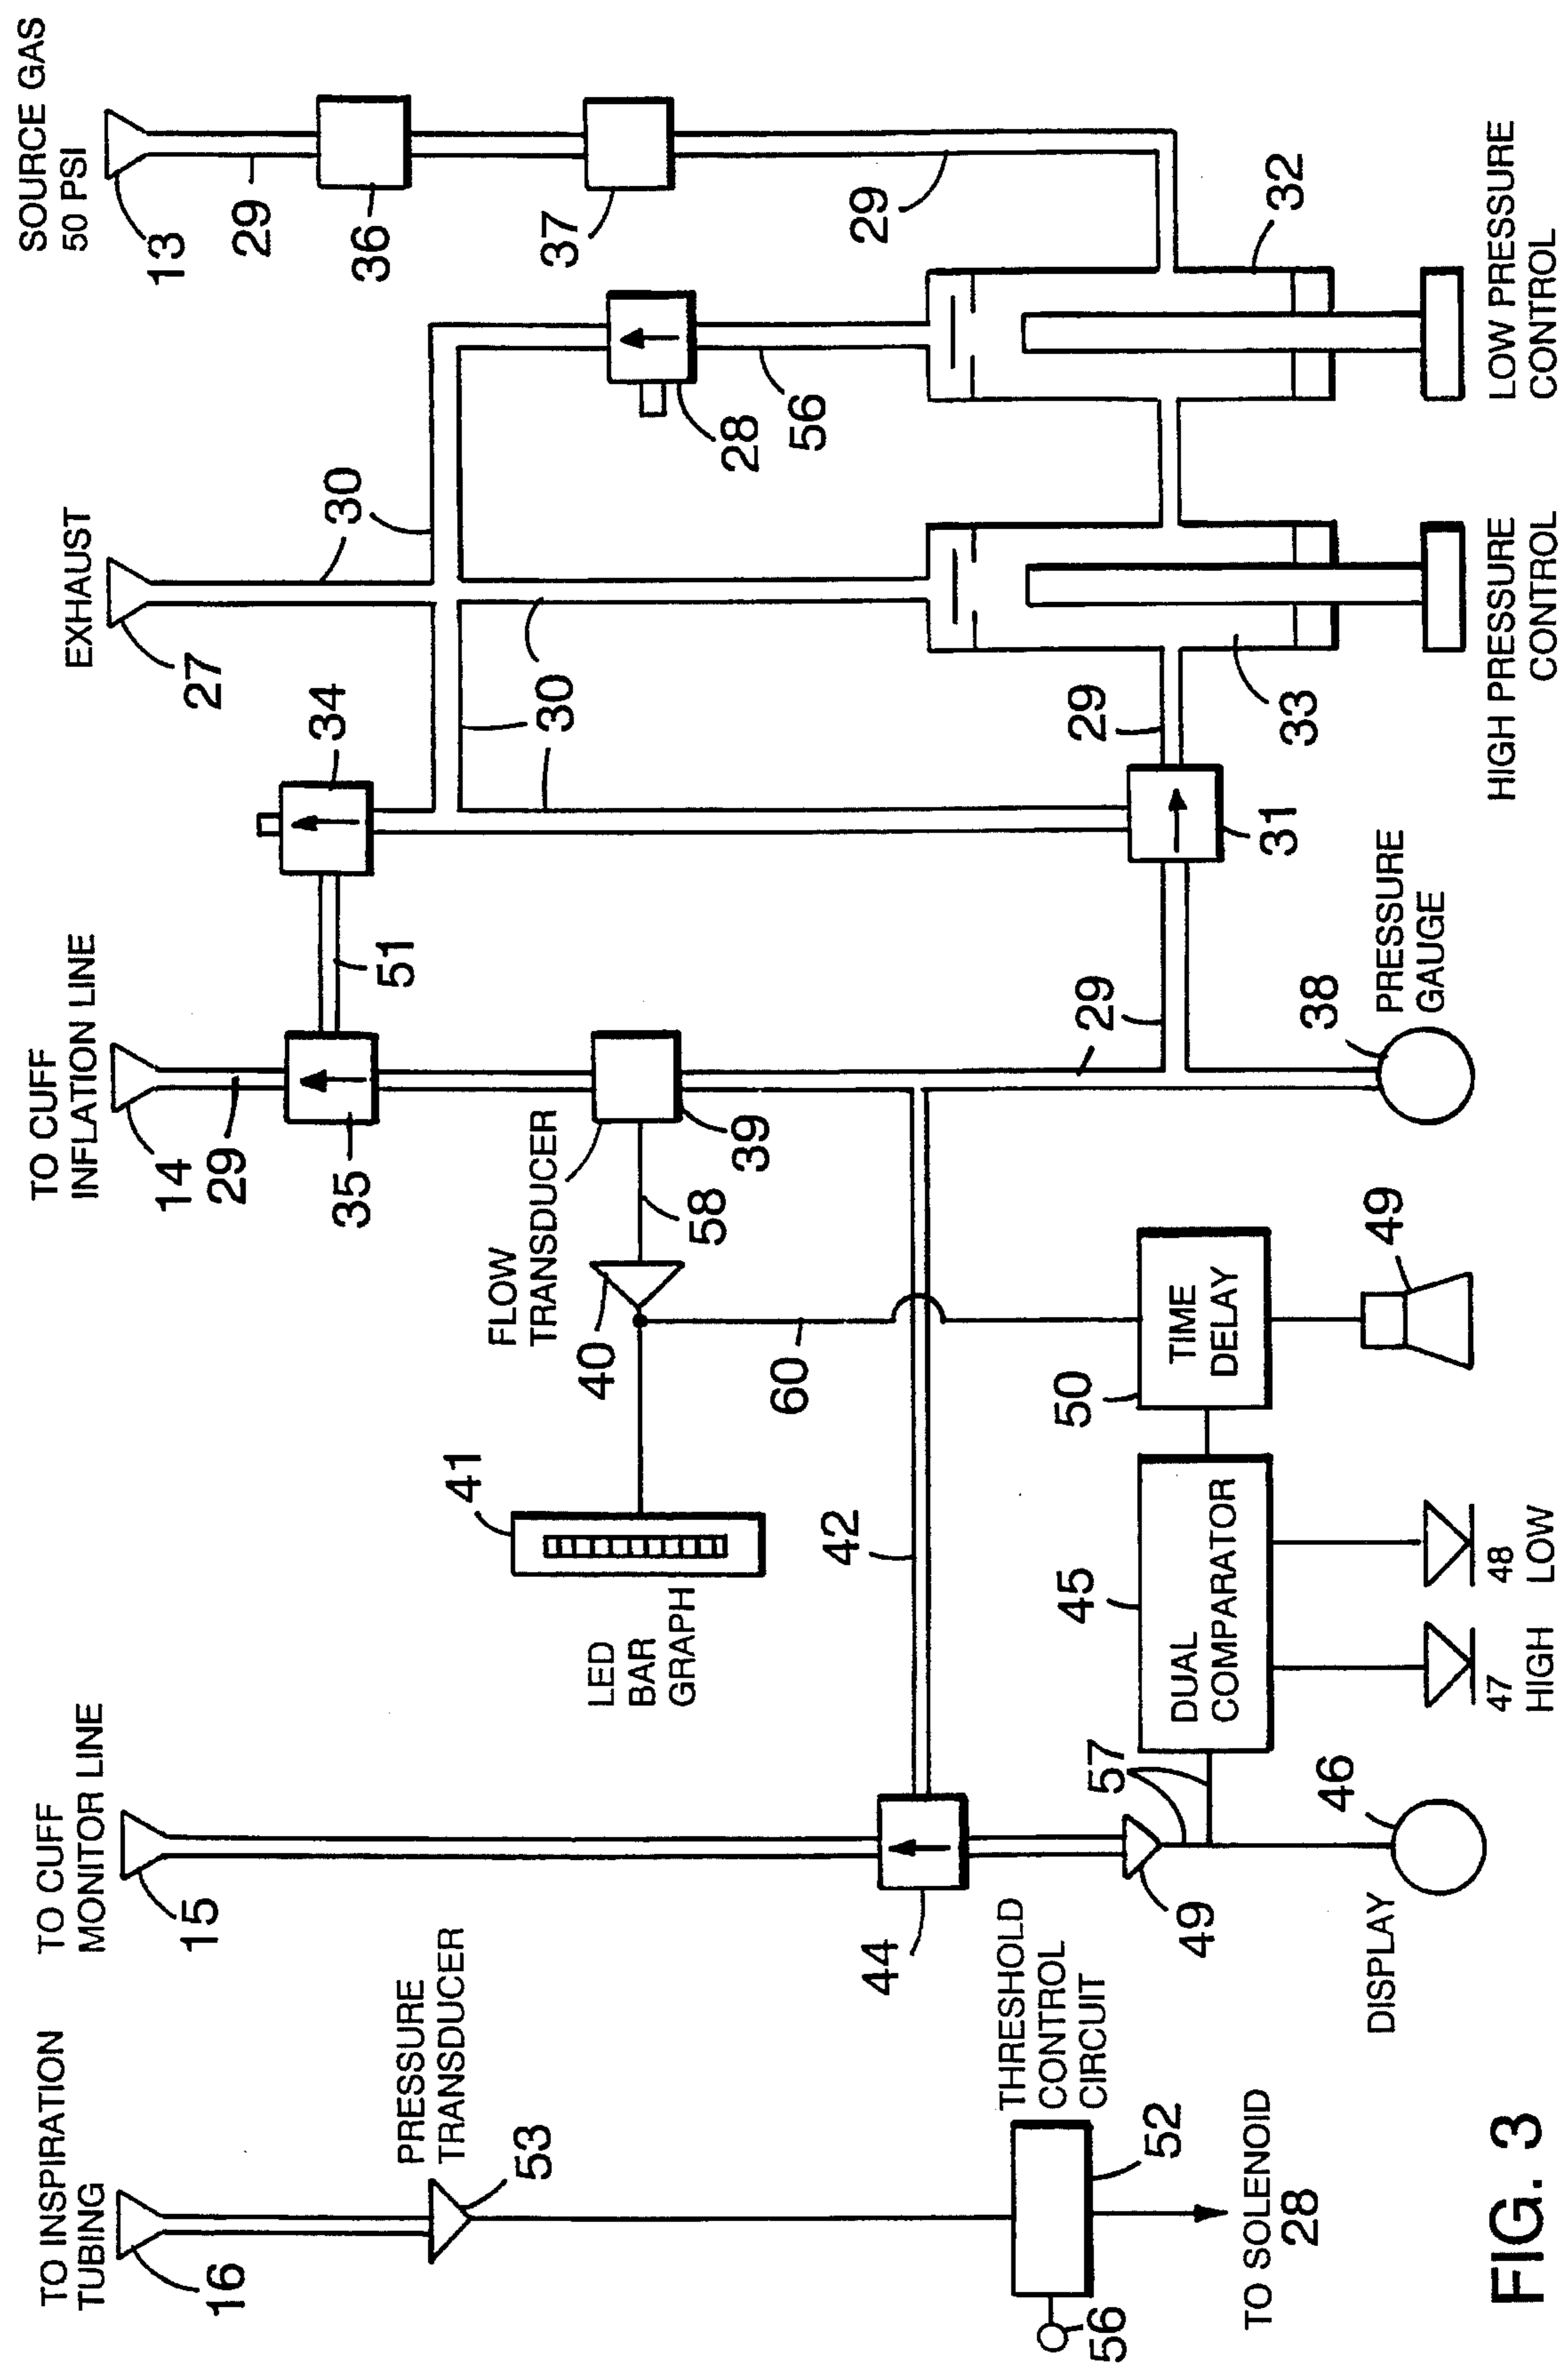 TO INSPIRATION
TUBING
16
PRESSURE
TRANSDUCER
53
THRESHOLD
CONTROL
CIRCUIT
52
56
TO SOLENOID
28
TO CUFF
MONITOR LINE
15
44
42
49
57
46
DISPLAY
45
DUAL
COMPARATOR
47
HIGH
48
LOW
50
TIME
DELAY
49
LED
BAR
GRAPH
41
40
60
58
FLOW
TRANSDUCER
39
TO CUFF
INFLATION LINE
14
29
35
51
34
29
38
PRESSURE
GAUGE
31
29
EXHAUST
27
30
30
30
33
HIGH PRESSURE
CONTROL
28
56
32
LOW PRESSURE
CONTROL
SOURCE GAS
50 PSI
13
29
36
37
29
FIG. 3